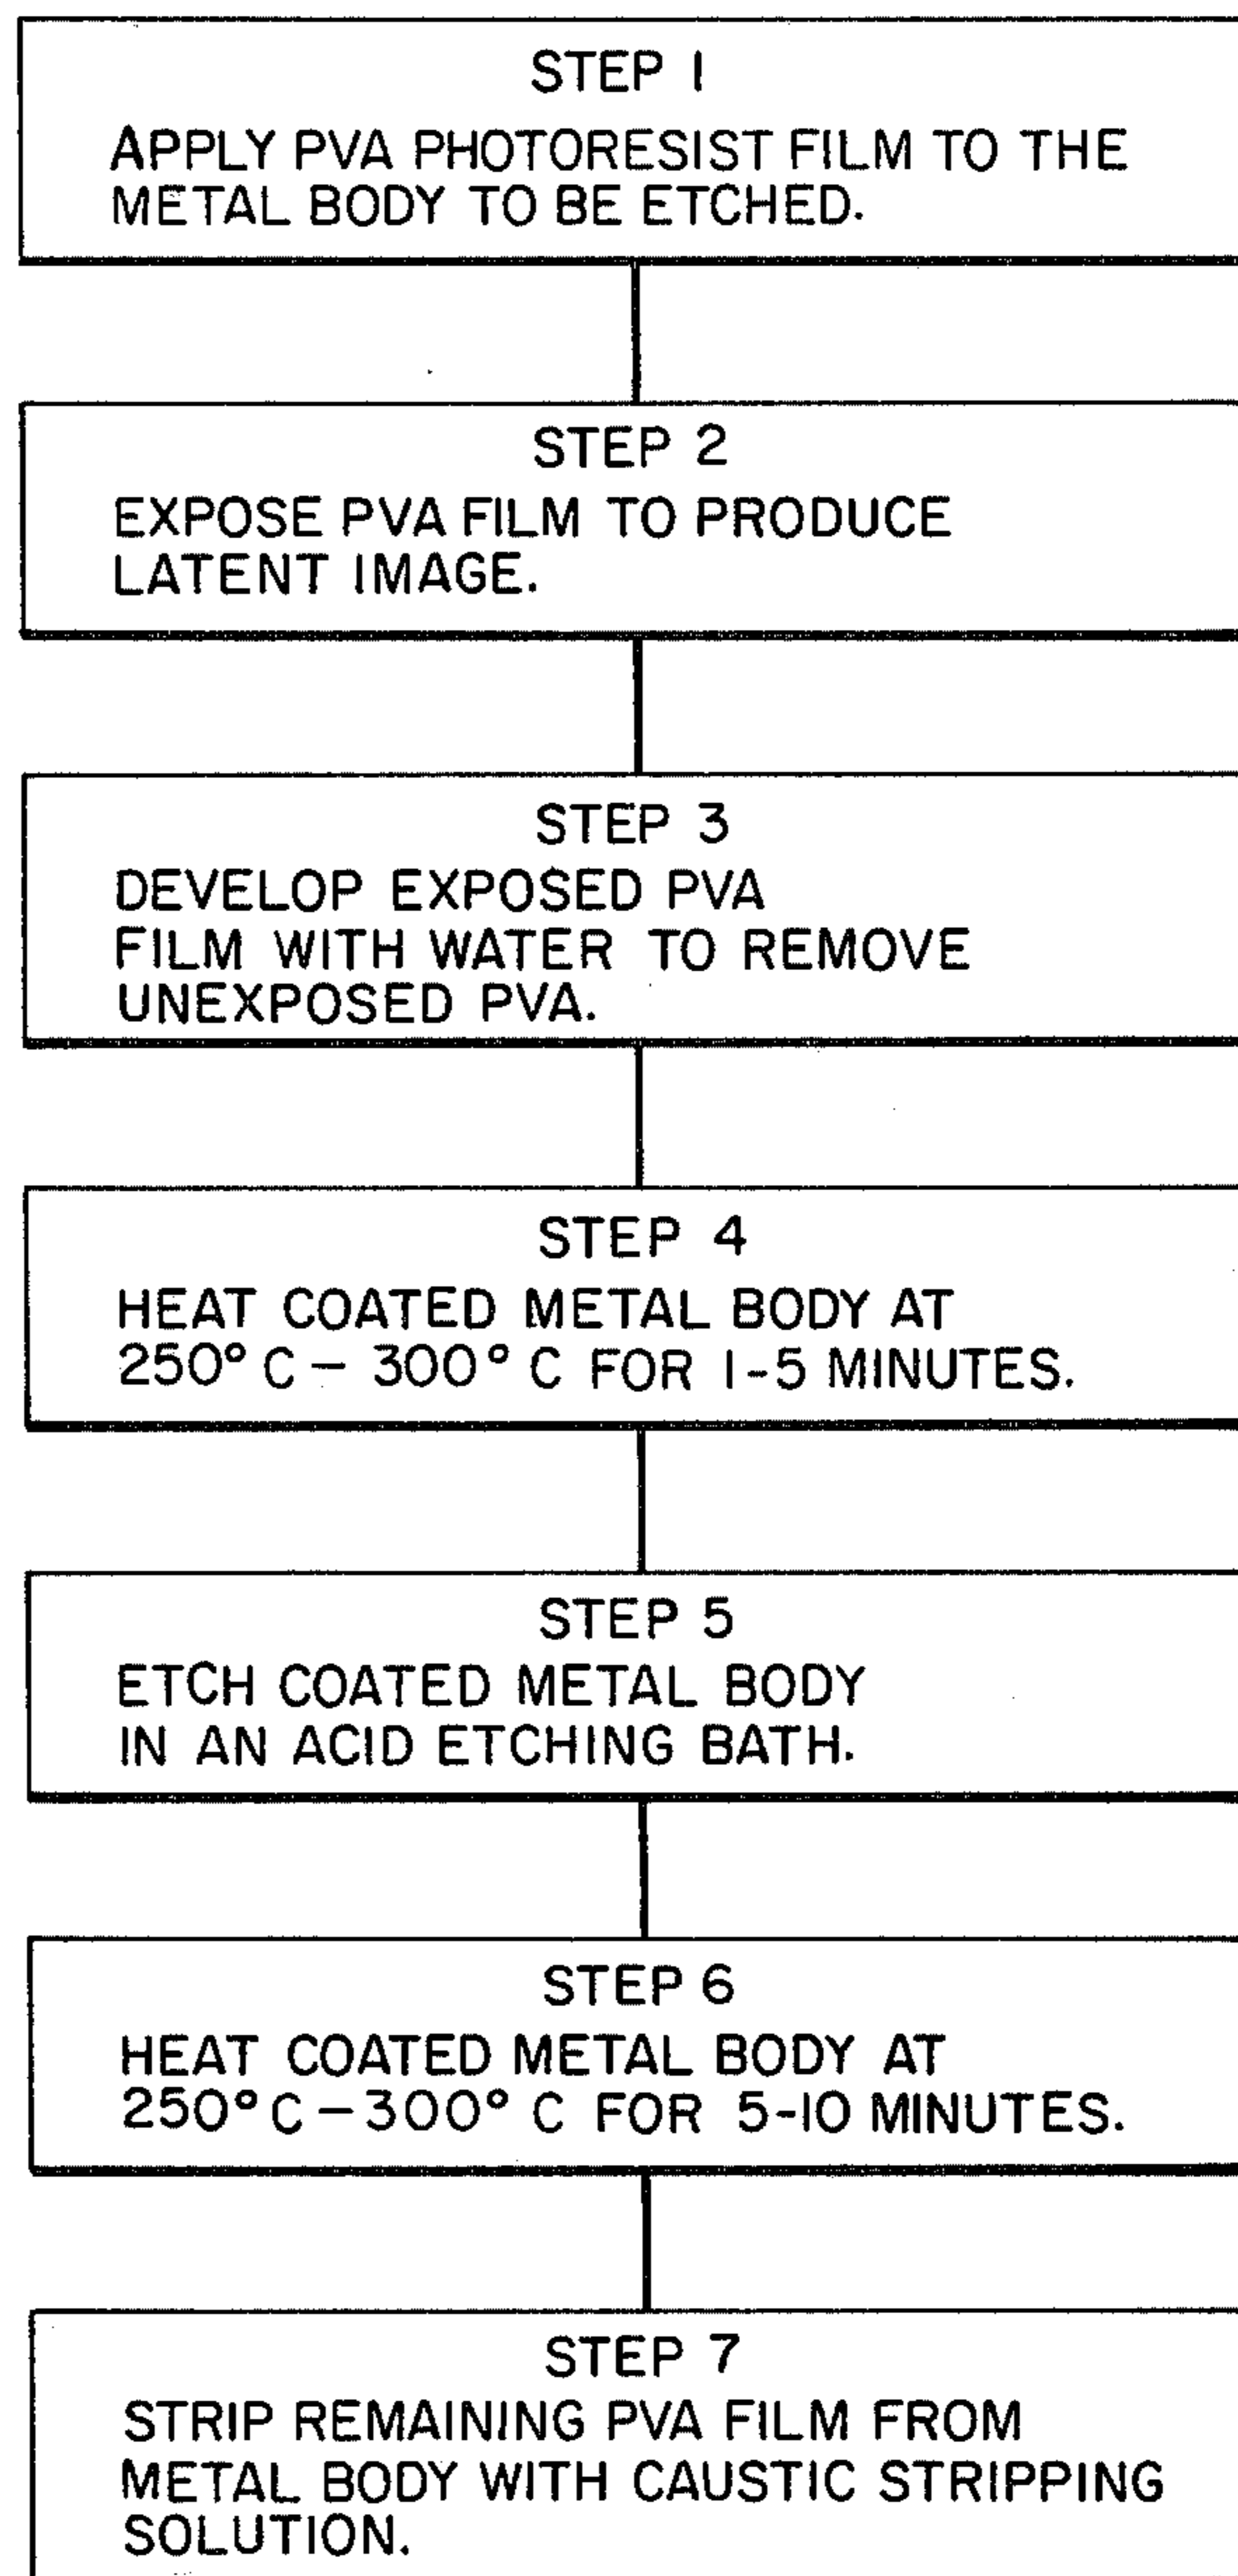 STEP 1
APPLY PVA PHOTORESIST FILM TO THE
METAL BODY TO BE ETCHED.
STEP 2
EXPOSE PVA FILM TO PRODUCE
LATENT IMAGE.
STEP 3
DEVELOP EXPOSED PVA
FILM WITH WATER TO REMOVE
UNEXPOSED PVA.
STEP 4
HEAT COATED METAL BODY AT
250° C – 300° C FOR 1-5 MINUTES.
STEP 5
ETCH COATED METAL BODY
IN AN ACID ETCHING BATH.
STEP 6
HEAT COATED METAL BODY AT
250° C – 300° C FOR 5-10 MINUTES.
STEP 7
STRIP REMAINING PVA FILM FROM
METAL BODY WITH CAUSTIC STRIPPING
SOLUTION.